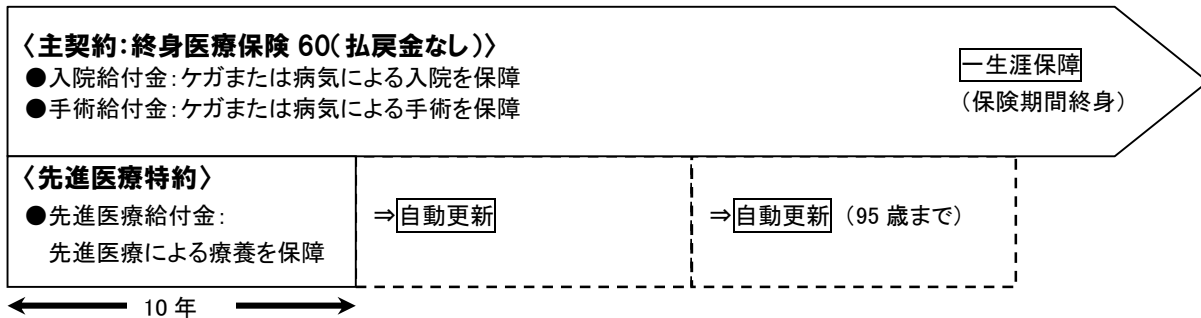 〈主契約：終身医療保険 60（払戻金なし）〉
●入院給付金：ケガまたは病気による入院を保障
●手術給付金：ケガまたは病気による手術を保障
一生涯保障
（保険期間終身）
〈先進医療特約〉
●先進医療給付金：
先進医療による療養を保障
⇒自動更新
⇒自動更新（95 歳まで）
10 年